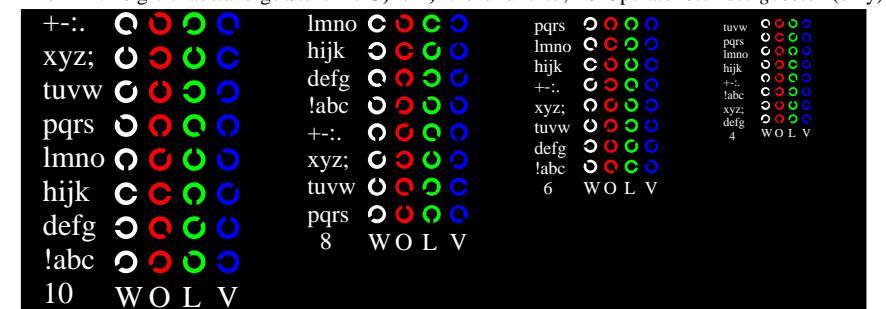 +-:.
xyz;
tuvw
pqrs
lmno
hijk
defg
!abc
10 W O L V
lmno
hijk
defg
!abc
+-:.
xyz;
tuvw
pqrs
8 W O L V
pqrs
lmno
hijk
+-:.
xyz;
tuvw
defg
!abc
6 W O L V
tuvw
pqrs
lmno
hijk
+-:.
!abc
xyz;
defg
4 W O L V